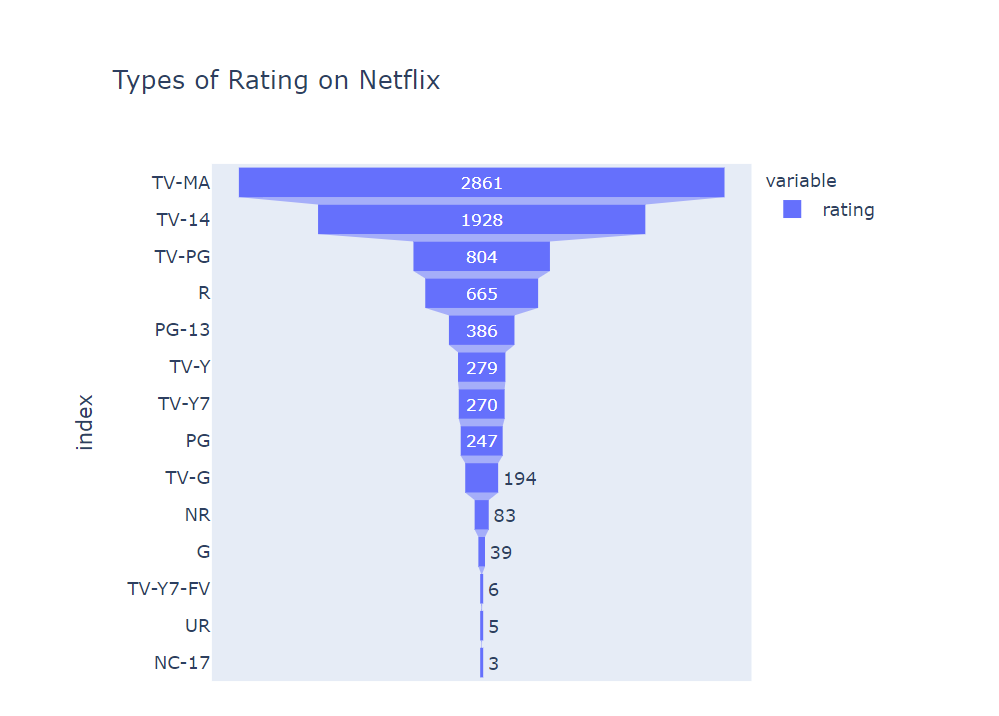 Types of Rating on Netflix
variable
rating
index
TV-MA 2861
TV-14 1928
TV-PG 804
R 665
PG-13 386
TV-Y 279
TV-Y7 270
PG 247
TV-G 194
NR 83
G 39
TV-Y7-FV 6
UR 5
NC-17 3